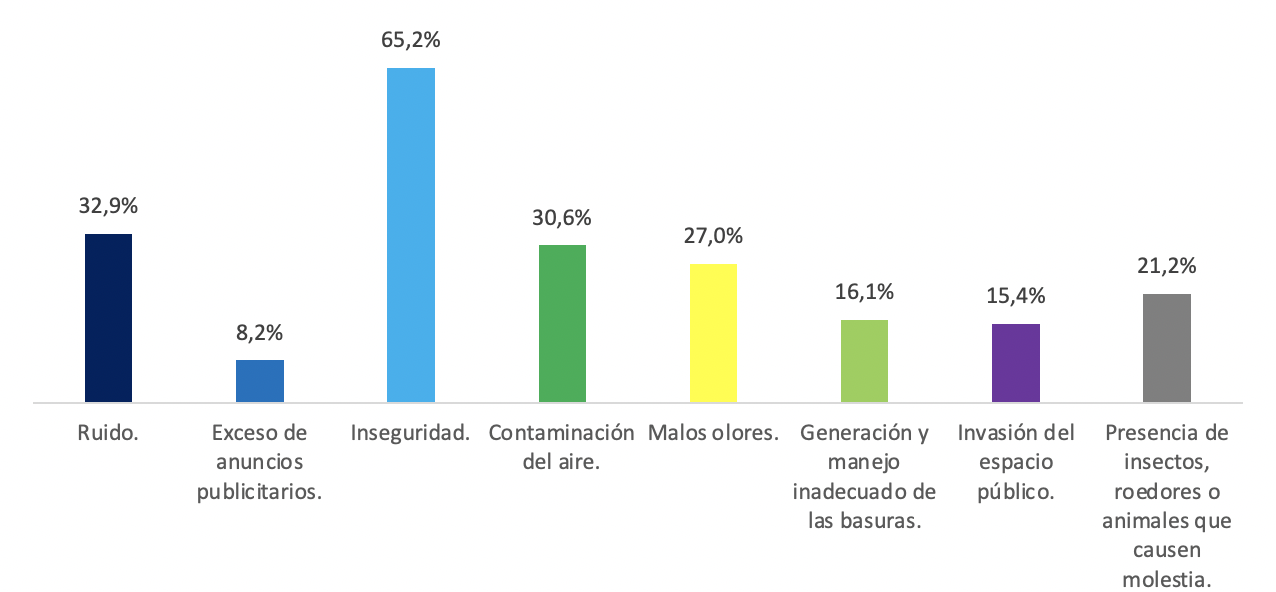 65,2%
32,9%
30,6%
27,0%
21,2%
16,1%
15,4%
8,2%
Ruido.
Exceso de
anuncios
publicitarios.
Inseguridad.
Contaminación
del aire.
Malos olores.
Generación y
manejo
inadecuado de
las basuras.
Invasión del
espacio
público.
Presencia de
insectos,
roedores o
animales que
causen
molestia.